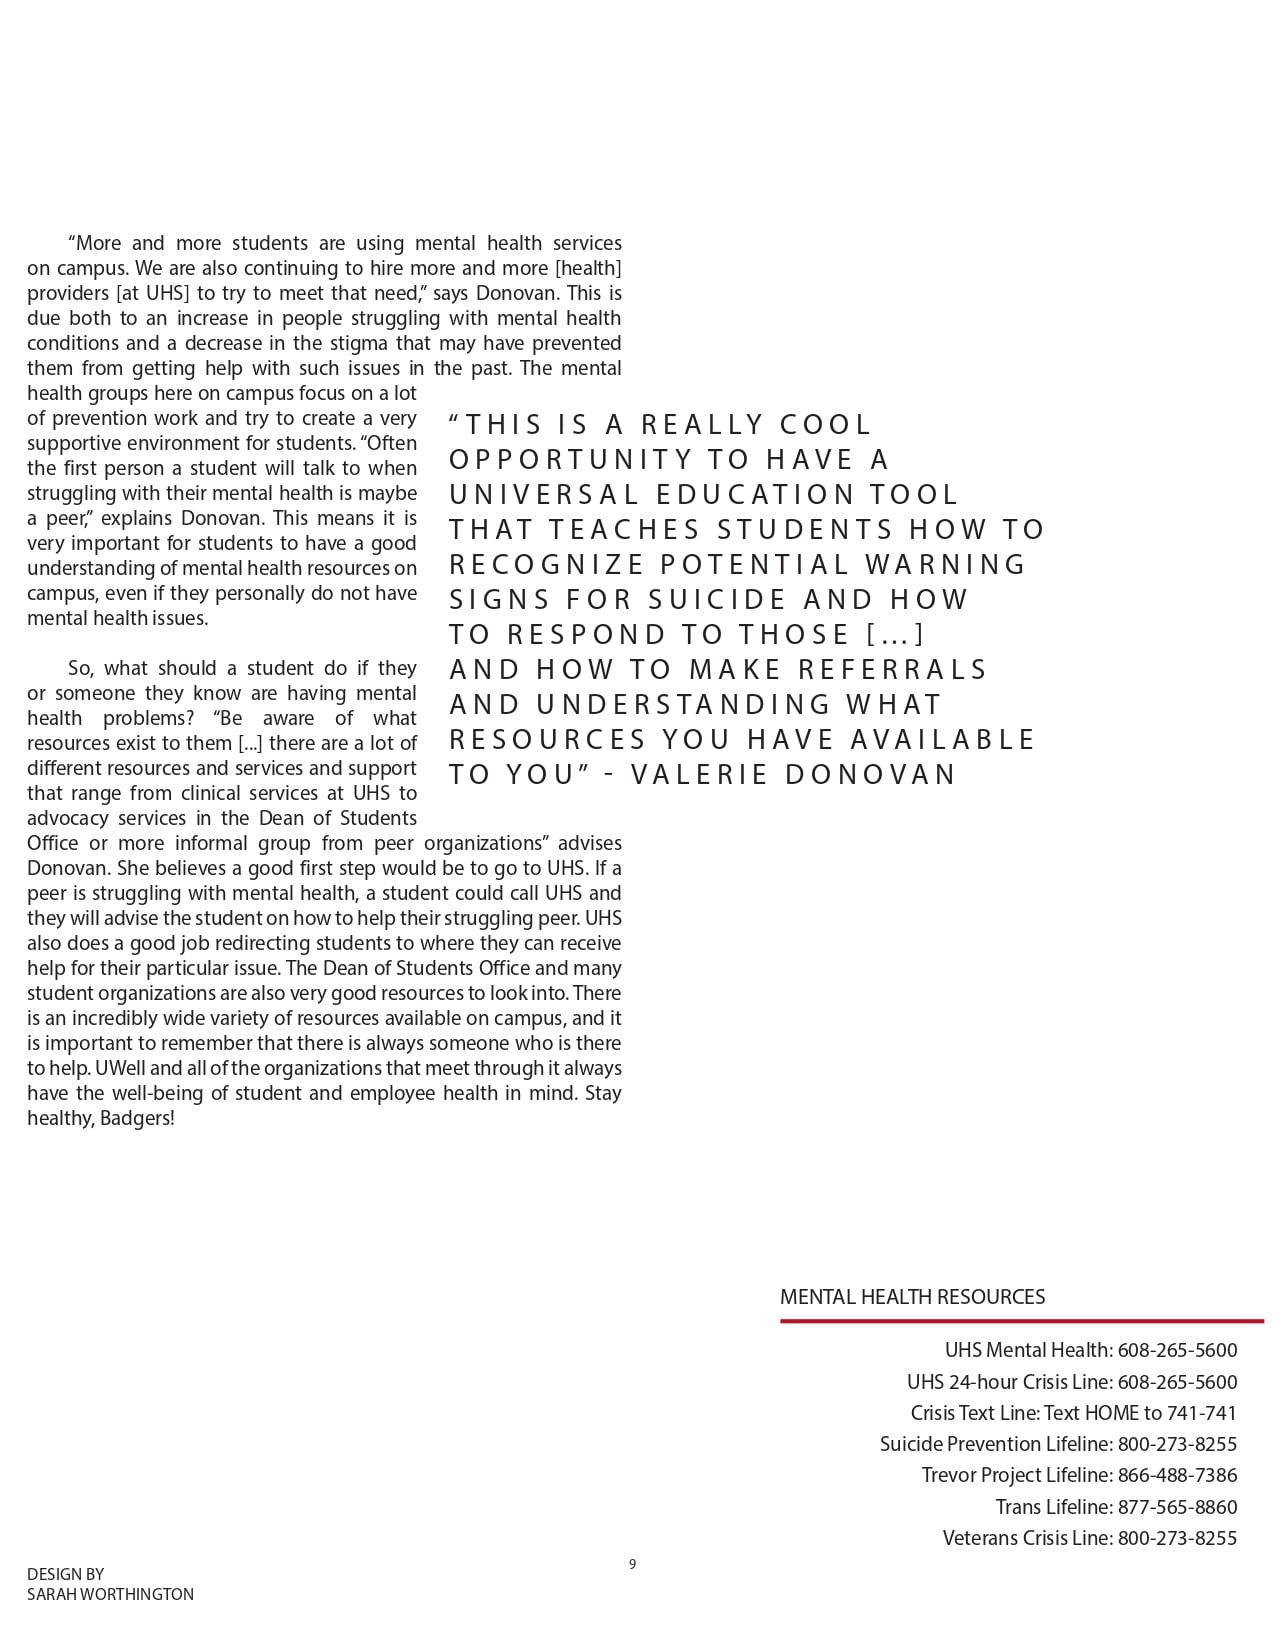 “More and more students are using mental health services
on campus. We are also continuing to hire more and more [health]
providers [at UHS] to try to meet that need,” says Donovan. This is
due both to an increase in people struggling with mental health
conditions and a decrease in the stigma that may have prevented
them from getting help with such issues in the past. The mental
health groups here on campus focus on a lot
of prevention work and try to create a very
supportive environment for students. “Often
the first person a student will talk to when
struggling with their mental health is maybe
a peer,” explains Donovan. This means it is
very important for students to have a good
understanding of mental health resources on
campus, even if they personally do not have
mental health issues.
So, what should a student do if they
or someone they know are having mental
health problems? “Be aware of what
resources exist to them [...] there are a lot of
different resources and services and support
that range from clinical services at UHS to
advocacy services in the Dean of Students
Office or more informal group from peer organizations” advises
Donovan. She believes a good first step would be to go to UHS. If a
peer is struggling with mental health, a student could call UHS and
they will advise the student on how to help their struggling peer. UHS
also does a good job redirecting students to where they can receive
help for their particular issue. The Dean of Students Office and many
student organizations are also very good resources to look into. There
is an incredibly wide variety of resources available on campus, and it
is important to remember that there is always someone who is there
to help. UWell and all of the organizations that meet through it always
have the well-being of student and employee health in mind. Stay
healthy, Badgers!
“THIS IS A REALLY COOL
OPPORTUNITY TO HAVE A
UNIVERSAL EDUCATION TOOL
THAT TEACHES STUDENTS HOW TO
RECOGNIZE POTENTIAL WARNING
SIGNS FOR SUICIDE AND HOW
TO RESPOND TO THOSE [...]
AND HOW TO MAKE REFERRALS
AND UNDERSTANDING WHAT
RESOURCES YOU HAVE AVAILABLE
TO YOU” - VALERIE DONOVAN
MENTAL HEALTH RESOURCES
UHS Mental Health: 608-265-5600
UHS 24-hour Crisis Line: 608-265-5600
Crisis Text Line: Text HOME to 741-741
Suicide Prevention Lifeline: 800-273-8255
Trevor Project Lifeline: 866-488-7386
Trans Lifeline: 877-565-8860
Veterans Crisis Line: 800-273-8255
DESIGN BY
SARAH WORTHINGTON
9